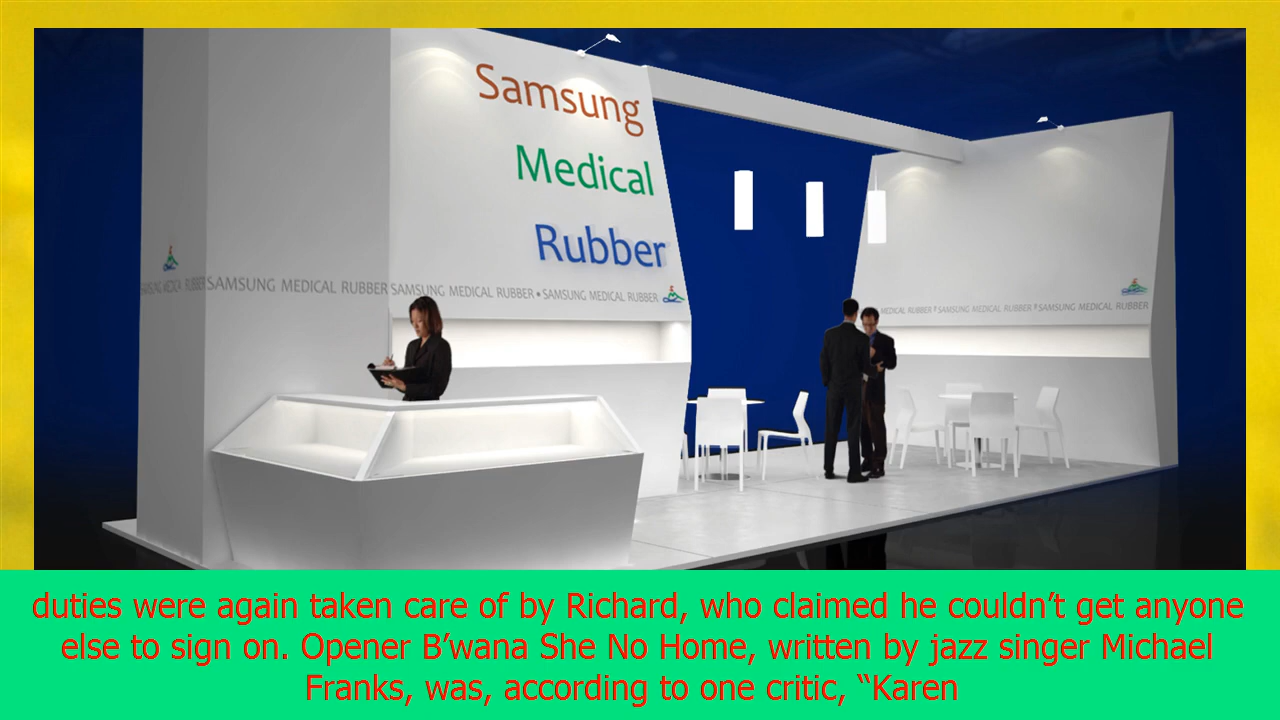 Samsung
Medical
Rubber
SAMSUNG MEDICAL RUBBER SAMSUNG MEDICAL RUBBER SAMSUNG MEDICAL RUBBER • SAMSUNG MEDICAL RUBBER
MEDICAL RUBBER • SAMSUNG MEDICAL RUBBER • SAMSUNG MEDICAL RUBBER
duties were again taken care of by Richard, who claimed he couldn’t get anyone
else to sign on. Opener B’wana She No Home, written by jazz singer Michael
Franks, was, according to one critic, “Karen